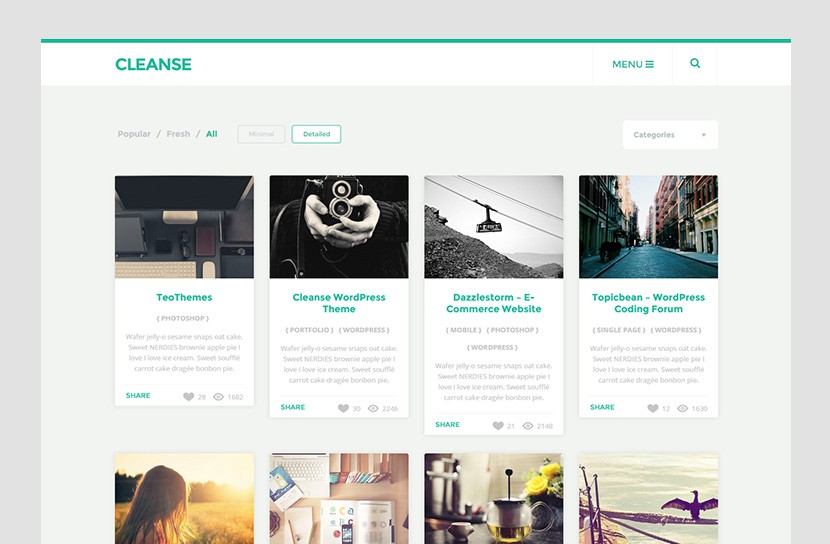 CLEANSE
MENU
Popular / Fresh / All
Minimal
Detailed
Categories
TeoThemes
{ PHOTOSHOP }
Wafer jelly-o sesame snaps oat cake.
Sweet NERDIES brownie apple pie I
love I love ice cream. Sweet soufflé
carrot cake dragée bonbon pie.
SHARE
28
1682
Cleanse WordPress
Theme
{ PORTFOLIO } { WORDPRESS }
Wafer jelly-o sesame snaps oat cake.
Sweet NERDIES brownie apple pie I
love I love ice cream. Sweet soufflé
carrot cake dragée bonbon pie.
SHARE
30
2246
Dazzlestorm – E-
Commerce Website
{ MOBILE } { PHOTOSHOP }
{ WORDPRESS }
Wafer jelly-o sesame snaps oat cake.
Sweet NERDIES brownie apple pie I
love I love ice cream. Sweet soufflé
carrot cake dragée bonbon pie.
SHARE
21
2148
Topicbean – WordPress
Coding Forum
{ SINGLE PAGE } { WORDPRESS }
Wafer jelly-o sesame snaps oat cake.
Sweet NERDIES brownie apple pie I
love I love ice cream. Sweet soufflé
carrot cake dragée bonbon pie.
SHARE
12
1630